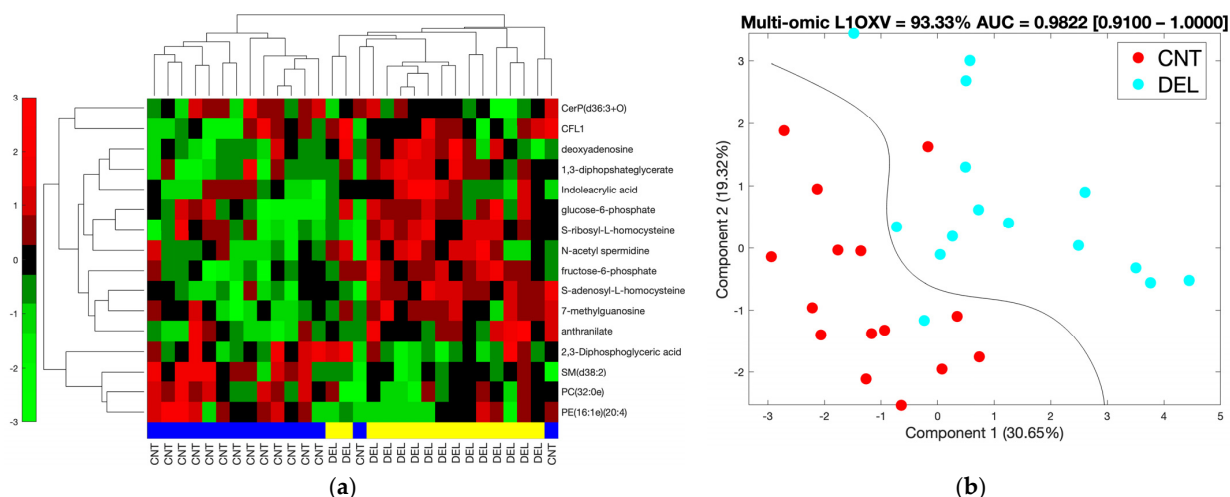 Multi-omic L1OXV = 93.33% AUC = 0.9822 [0.9100 – 1.0000]
3
2
1
0
-1
-2
-3
CerP(d36:3+O)
CFL1
deoxyadenosine
1,3-diphopshateglycerate
Indoleacrylic acid
glucose-6-phosphate
S-ribosyl-L-homocysteine
N-acetyl spermidine
fructose-6-phosphate
S-adenosyl-L-homocysteine
7-methylguanosine
anthranilate
2,3-Diphosphoglyceric acid
SM(d38:2)
PC(32:0e)
PE(16:1e)(20:4)
CNT CNT CNT CNT CNT CNT CNT CNT CNT CNT CNT CNT CNT DEL DEL CNT DEL DEL DEL DEL DEL DEL DEL DEL DEL DEL DEL DEL DEL CNT
(a)
CNT
DEL
Component 2 (19.32%)
3
2
1
0
-1
-2
-3 -2 -1 0 1 2 3 4 5
Component 1 (30.65%)
(b)